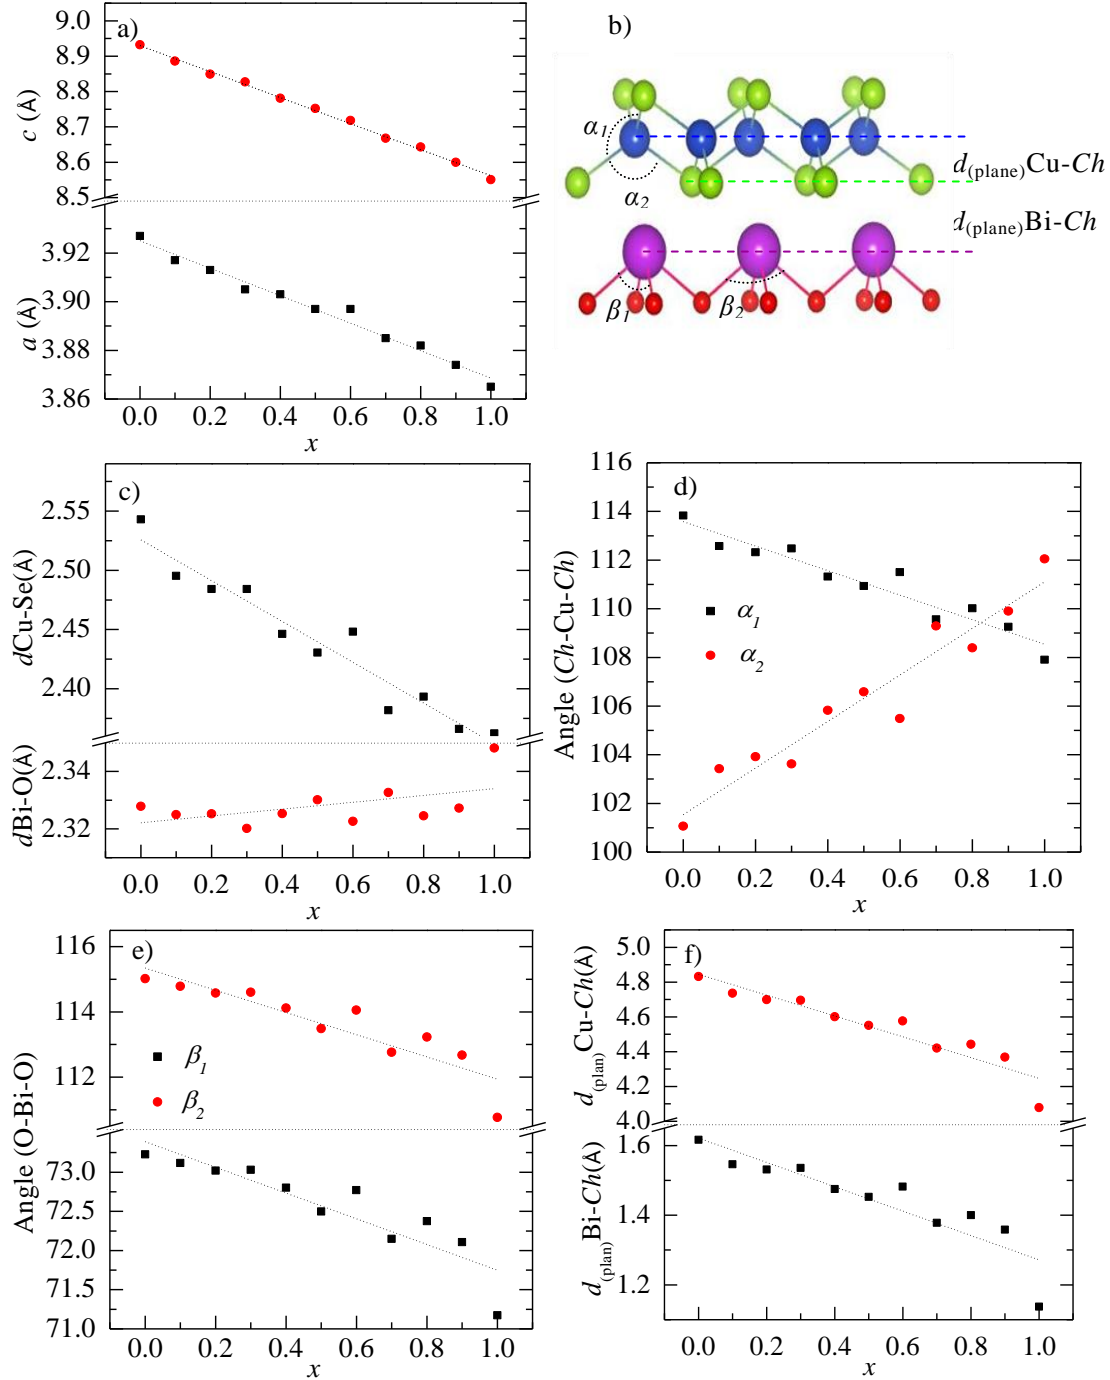 a)
9.0
8.9
8.8
8.7
8.6
8.5
c (Å)
3.92
3.90
3.88
3.86
a (Å)
0.0 0.2 0.4 0.6 0.8 1.0
x
b)
α1
α2
d(plane)Cu-Ch
d(plane)Bi-Ch
β1
β2
c)
2.55
2.50
2.45
2.40
dCu-Se(Å)
2.34
2.32
dBi-O(Å)
0.0 0.2 0.4 0.6 0.8 1.0
x
d)
116
114
112
110
108
106
104
102
100
Angle (Ch-Cu-Ch)
α1
α2
0.0 0.2 0.4 0.6 0.8 1.0
x
e)
116
114
112
73.0
72.5
72.0
71.5
71.0
Angle (O-Bi-O)
β1
β2
0.0 0.2 0.4 0.6 0.8 1.0
x
f)
5.0
4.8
4.6
4.4
4.2
4.0
d(plan)Cu-Ch(Å)
1.6
1.4
1.2
d(plan)Bi-Ch(Å)
0.0 0.2 0.4 0.6 0.8 1.0
x